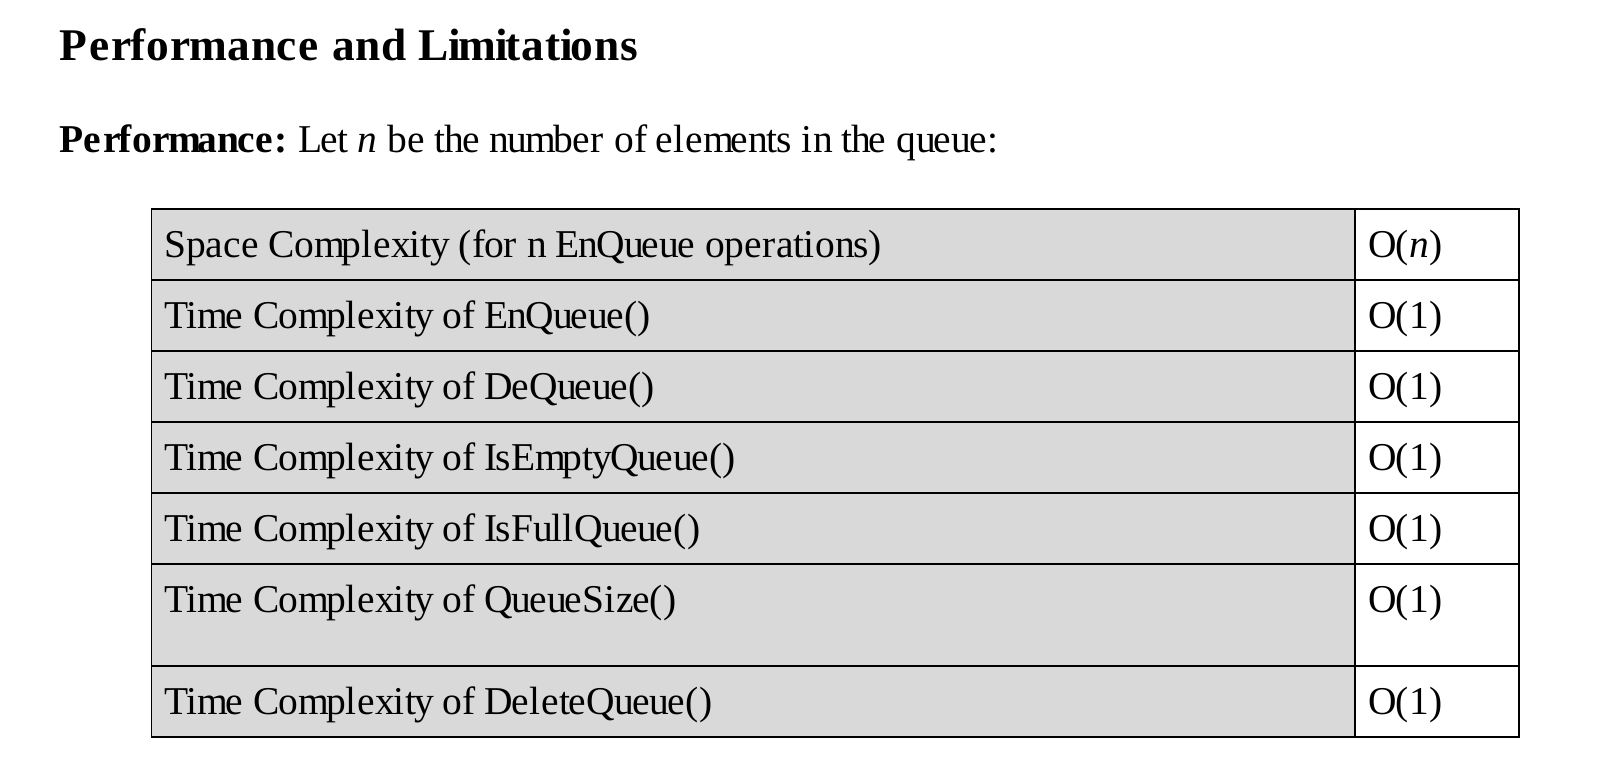 Performance and Limitations
Performance: Let n be the number of elements in the queue:
Space Complexity (for n EnQueue operations) O(n)
Time Complexity of EnQueue() O(1)
Time Complexity of DeQueue() O(1)
Time Complexity of IsEmptyQueue() O(1)
Time Complexity of IsFullQueue() O(1)
Time Complexity of QueueSize() O(1)
Time Complexity of DeleteQueue() O(1)